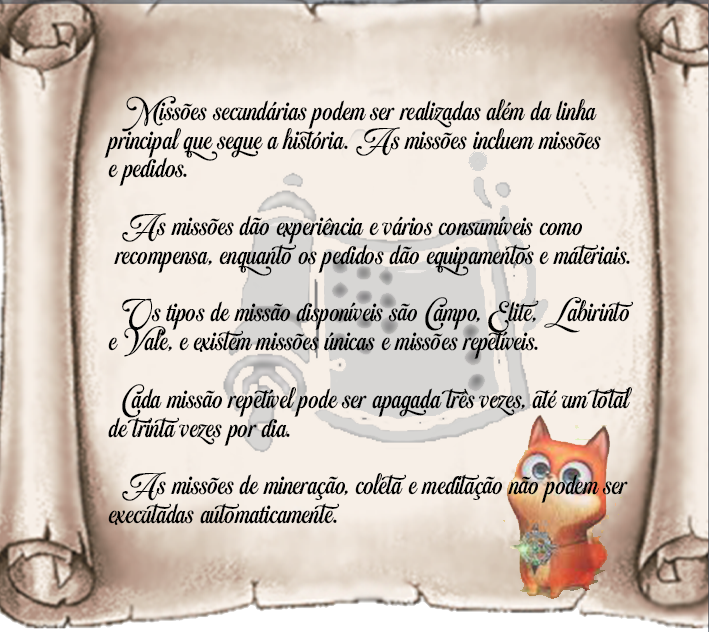 Missões secundárias podem ser realizadas além da linha
principal que segue a história. As missões incluem missões
e pedidos.
As missões dão experiência e vários consumíveis como
recompensa, enquanto os pedidos dão equipamentos e materiais.
Os tipos de missão disponíveis são Campo, Elite, Labirinto
e Vale, e existem missões únicas e missões repetíveis.
Cada missão repetível pode ser apagada três vezes, até um total
de trinta vezes por dia.
As missões de mineração, coleta e meditação não podem ser
executadas automaticamente.